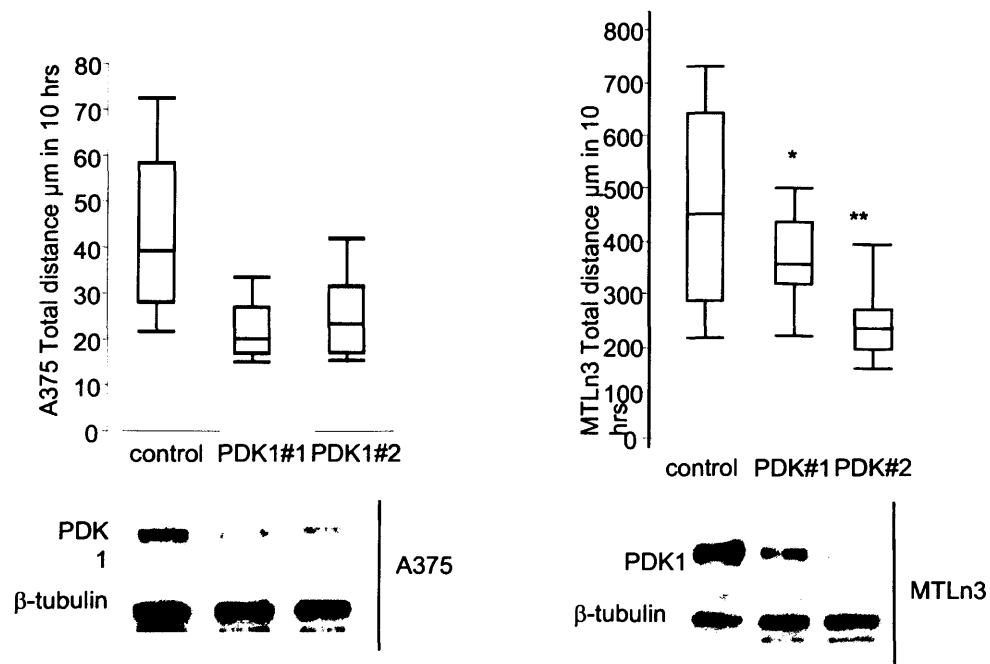 A375 Total distance µm in 10 hrs
80
70
60
50
40
30
20
10
0
control PDK1#1 PDK1#2
PDK
1
β-tubulin
A375
MTLn3 Total distance µm in 10
hrs
800
700
600
500
400
300
200
100
0
*
**
control PDK#1 PDK#2
PDK1
β-tubulin
MTLn3